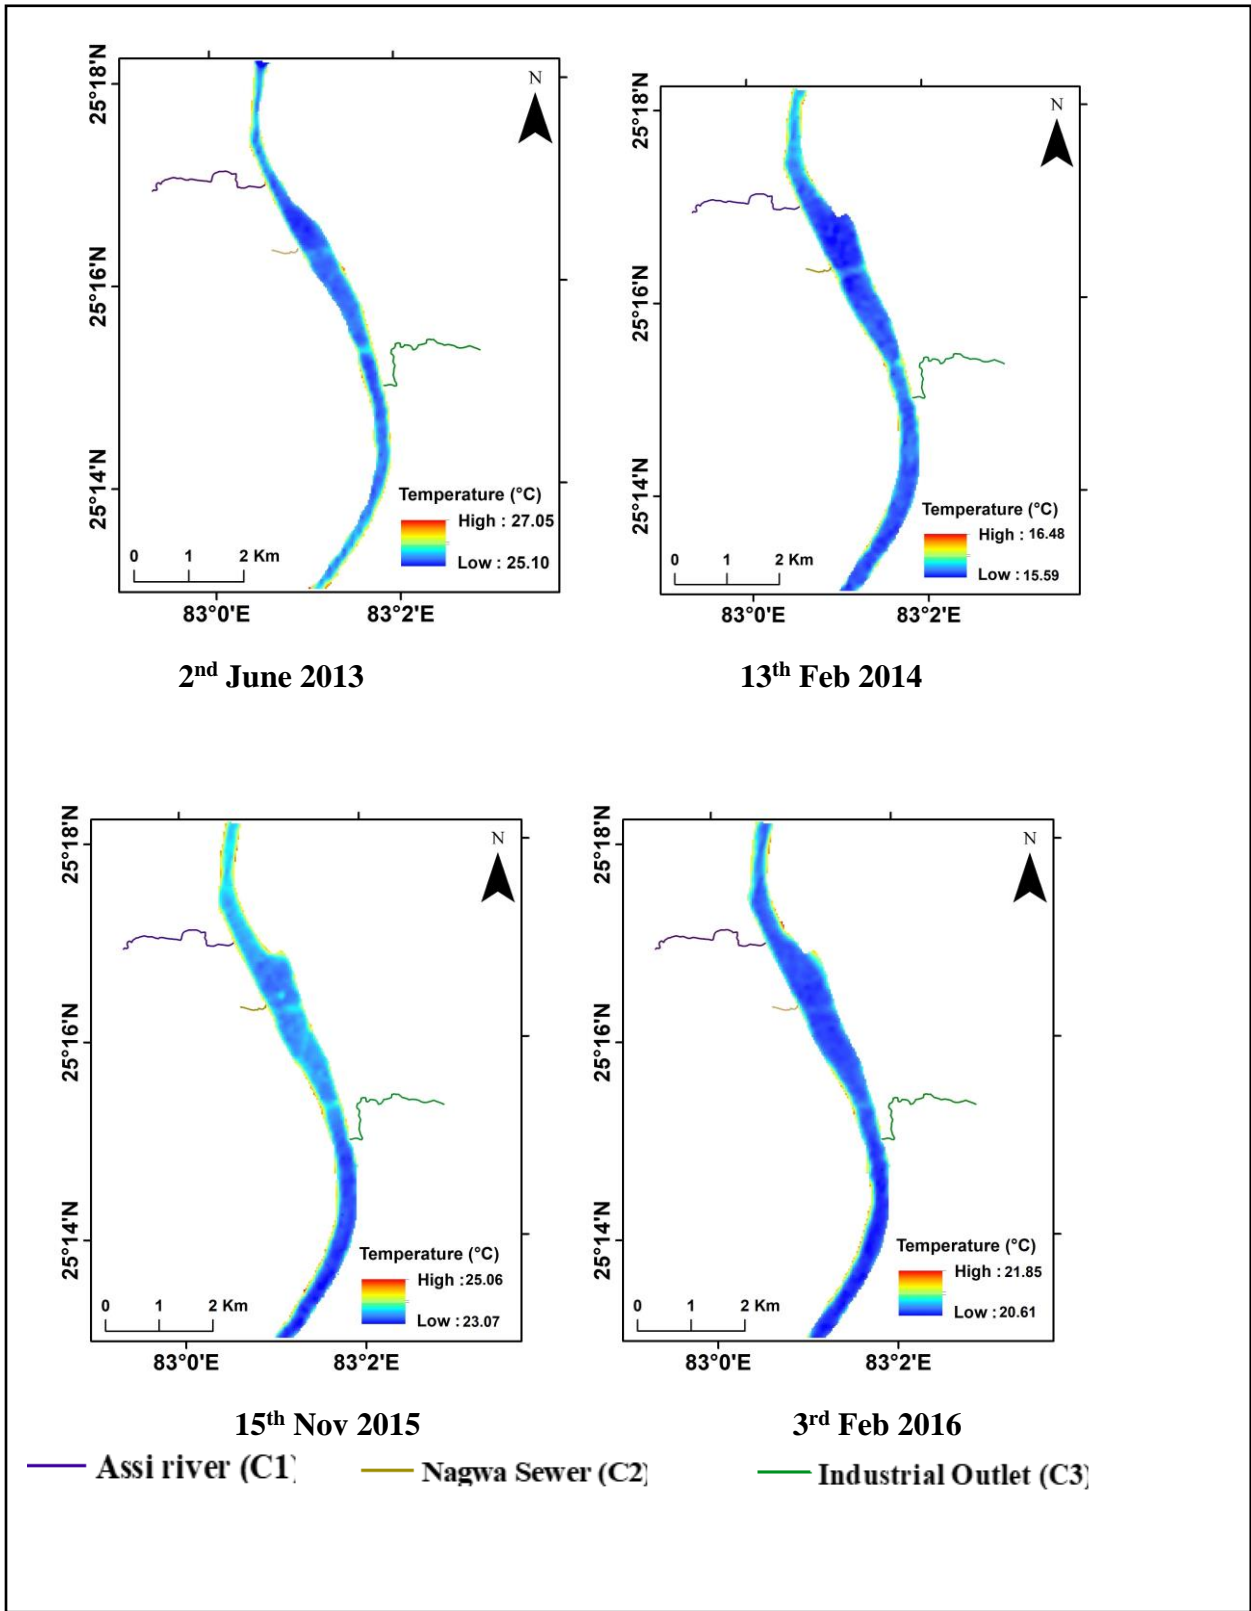 25°18'N
25°16'N
25°14'N
N
Temperature (°C)
High : 27.05
Low : 25.10
0 1 2 Km
83°0'E 83°2'E
2nd June 2013
25°18'N
25°16'N
25°14'N
N
Temperature (°C)
High : 16.48
Low : 15.59
0 1 2 Km
83°0'E 83°2'E
13th Feb 2014
25°18'N
25°16'N
25°14'N
N
Temperature (°C)
High :25.06
Low : 23.07
0 1 2 Km
83°0'E 83°2'E
15th Nov 2015
25°18'N
25°16'N
25°14'N
N
Temperature (°C)
High : 21.85
Low : 20.61
0 1 2 Km
83°0'E 83°2'E
3rd Feb 2016
Assi river (C1) Nagwa Sewer (C2) Industrial Outlet (C3)